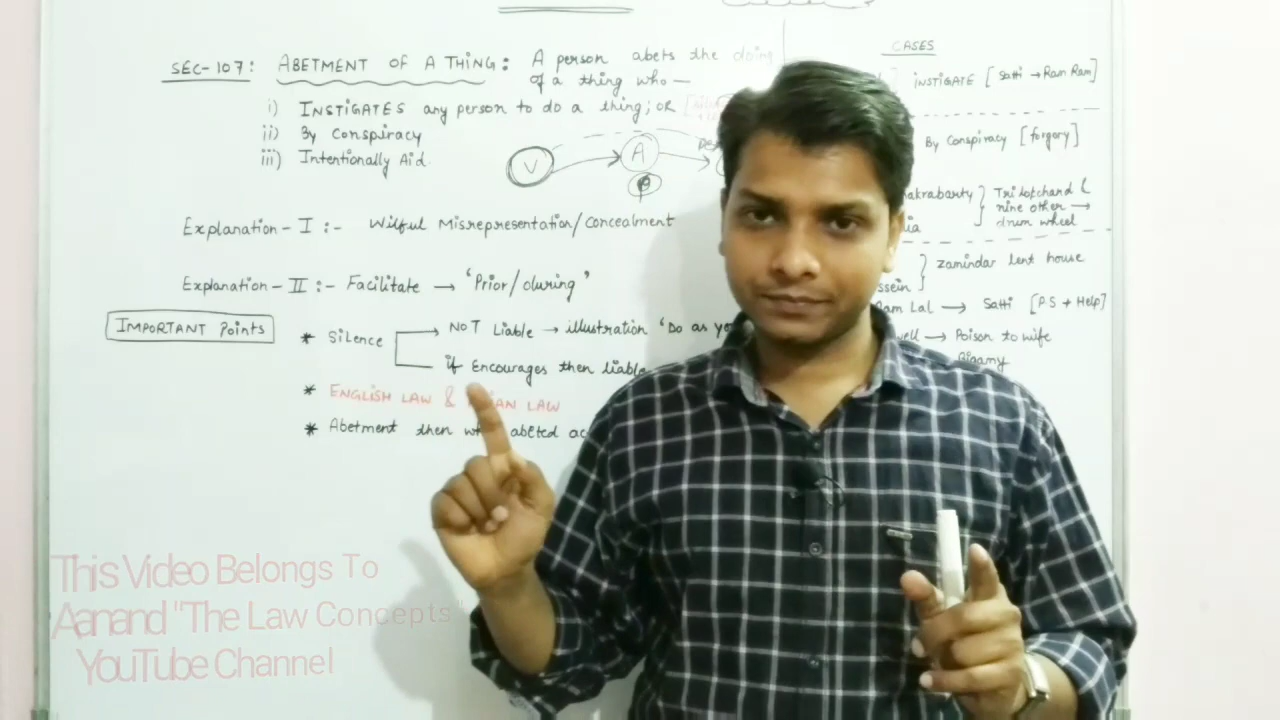 SEC-107: ABETMENT OF A THING: A person abets the doing
of a thing who —
i) INSTIGATES any person to do a thing; OR
ii) By Conspiracy
iii) Intentionally Aid
V A
Explanation - I :- Wilful Misrepresentation/Concealment
Explanation - II :- Facilitate → 'Prior/during'
IMPORTANT POINTS
* Silence NOT Liable → illustration 'Do as
if Encourages then liable
* ENGLISH LAW & LAW
* Abetment then abeted
CASES
INSTIGATE [Satti → Ram Ram]
By Conspiracy [forgery]
Trilokchand
nine other →
drum wheel
zamindar lent house
Lal → Satti [P.S + Help]
→ Poison to wife
Bigamy
This Video Belongs To
Aanand "The Law Concepts
YouTube Channel